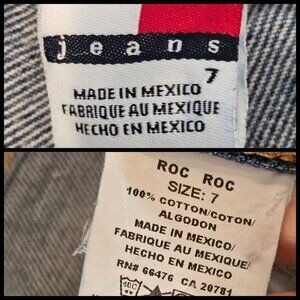 jeans
7
MADE IN MEXICO
FABRIQUE AU MEXIQUE
HECHO EN MEXICO
ROC ROC
SIZE: 7
100% COTTON/COTON/
ALGODON
MADE IN MEXICO/
FABRIQUE AU MEXIQUE/
HECHO EN MEXICO
RN# 66476 CA 28781